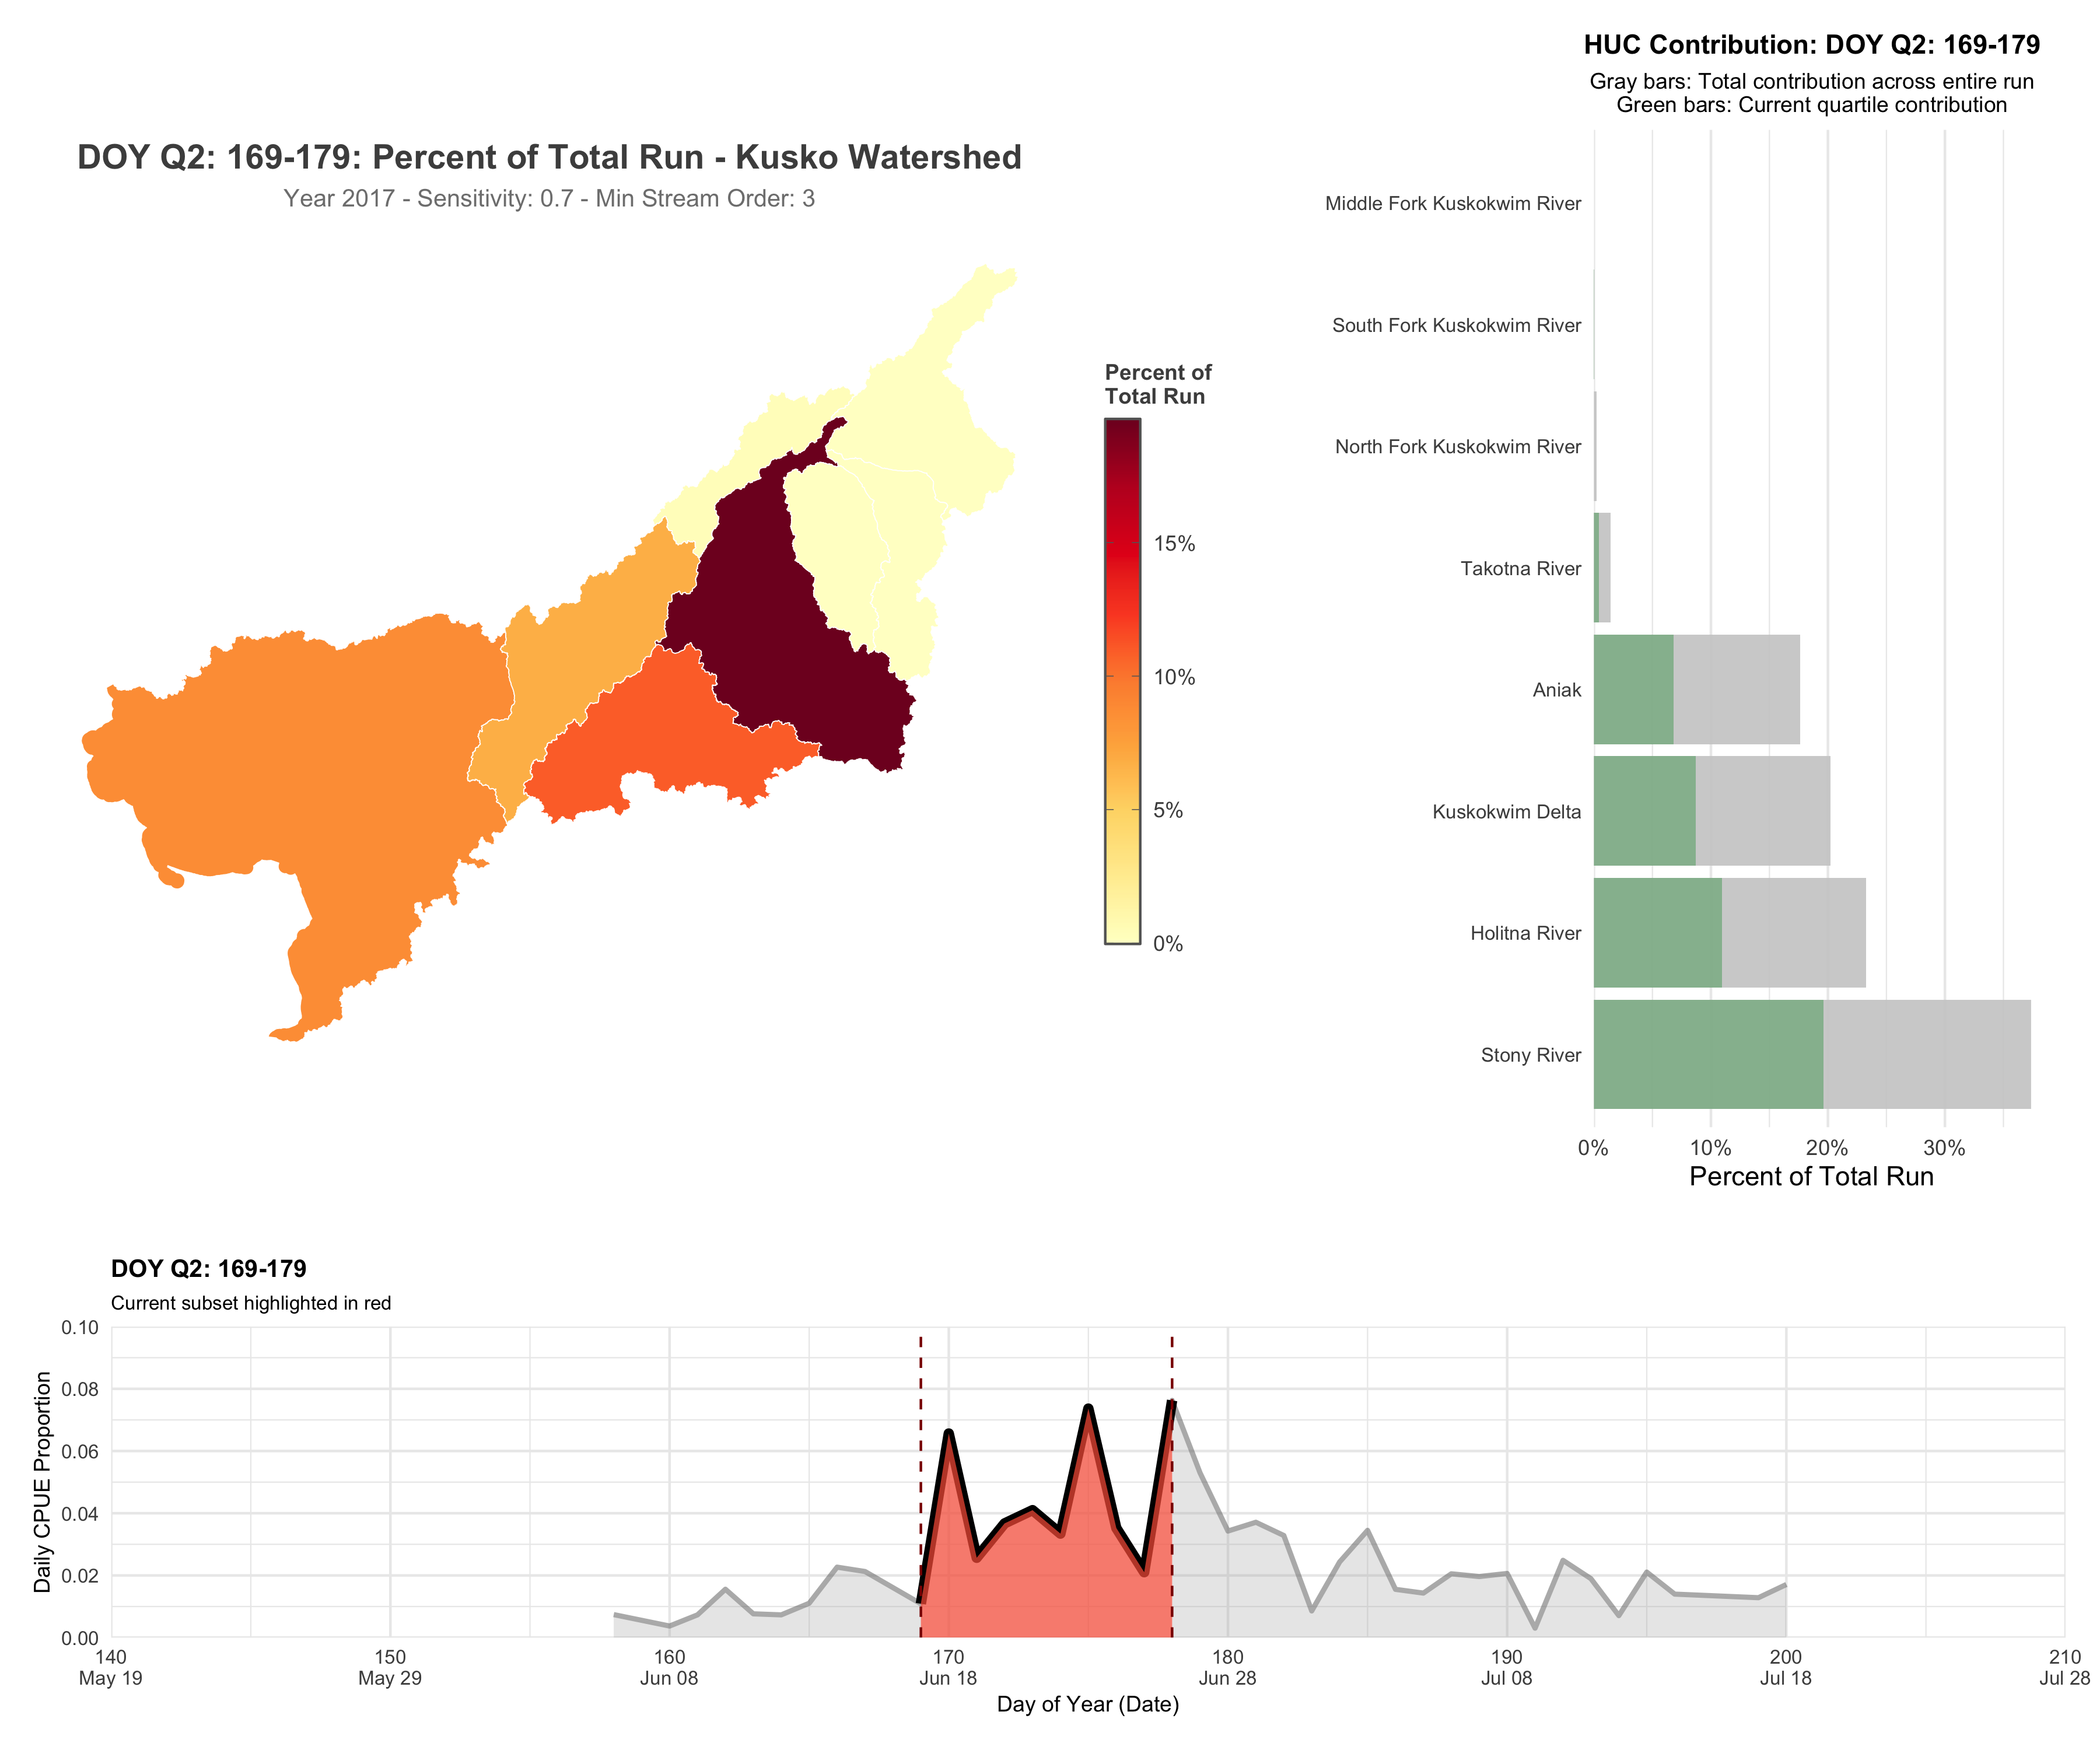 HUC Contribution: DOY Q2: 169-179
Gray bars: Total contribution across entire run
Green bars: Current quartile contribution
DOY Q2: 169-179: Percent of Total Run - Kusko Watershed
Year 2017 - Sensitivity: 0.7 - Min Stream Order: 3
Percent of
Total Run
15%
10%
5%
0%
Middle Fork Kuskokwim River
South Fork Kuskokwim River
North Fork Kuskokwim River
Takotna River
Aniak
Kuskokwim Delta
Holitna River
Stony River
0% 10% 20% 30%
Percent of Total Run
DOY Q2: 169-179
Current subset highlighted in red
Daily CPUE Proportion
0.10
0.08
0.06
0.04
0.02
0.00
140 150 160 170 180 190 200 210
May 19 May 29 Jun 08 Jun 18 Jun 28 Jul 08 Jul 18 Jul 28
Day of Year (Date)